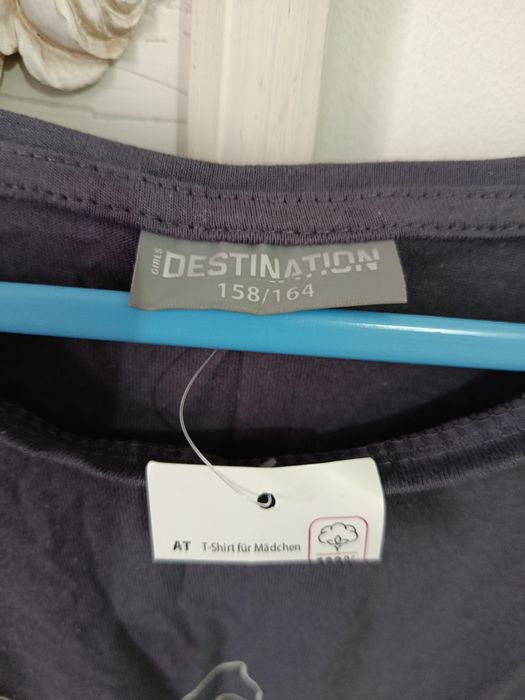 GIRLS
DESTINATION
158/164
AT T-Shirt für Mädchen